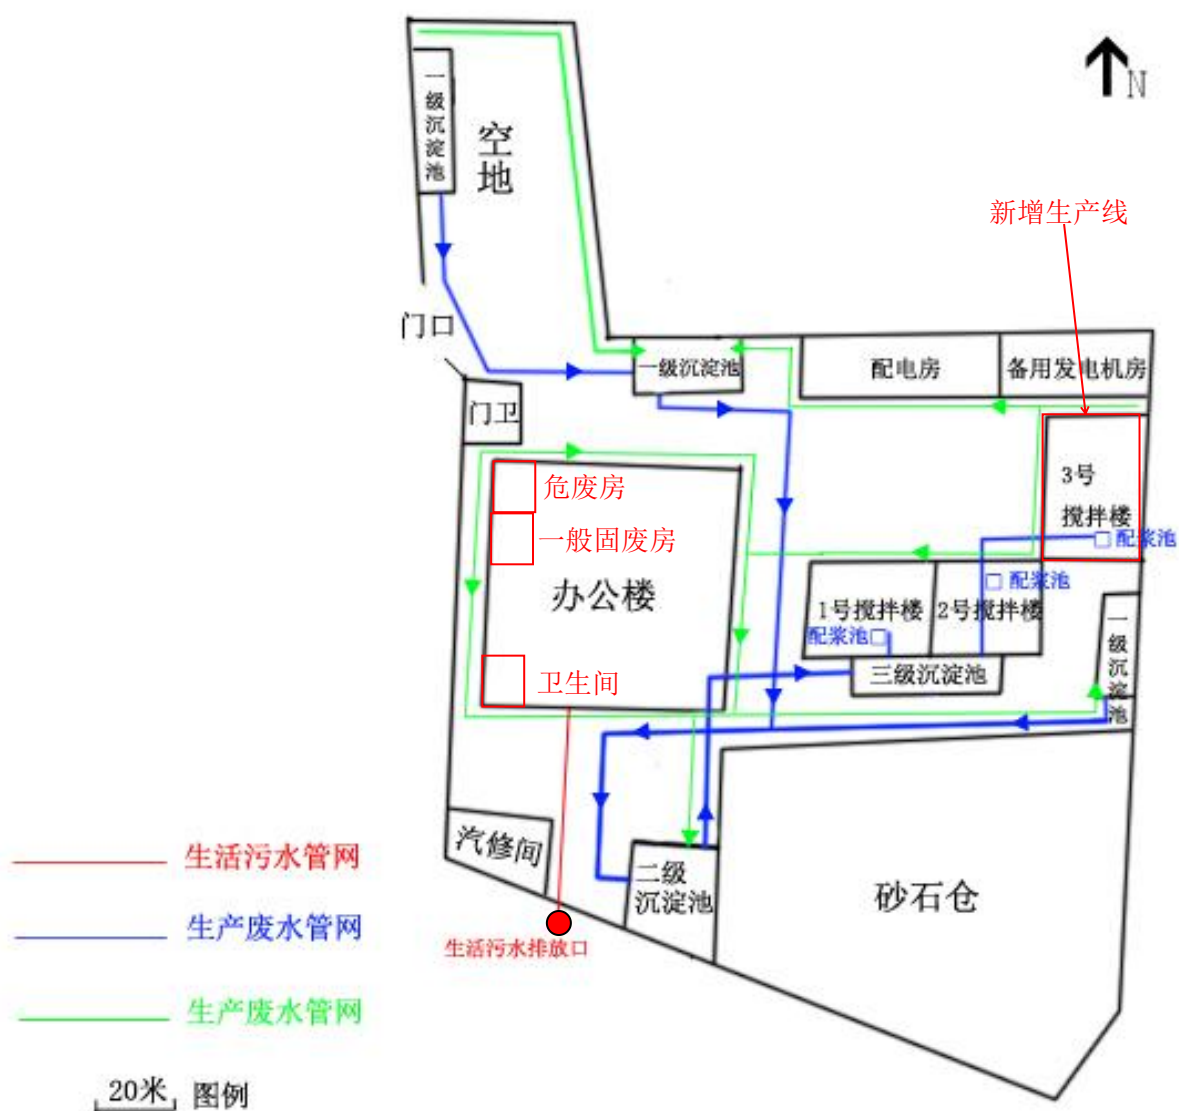 一级沉淀池
空地
N
新增生产线
门口
一级沉淀池
配电房
备用发电机房
门卫
3号
搅拌楼
配浆池
危废房
一般固废房
办公楼
配浆池
1号搅拌楼
2号搅拌楼
配浆池
一级沉淀池
三级沉淀池
卫生间
汽修间
二级
沉淀池
砂石仓
生活污水排放口
生活污水管网
生产废水管网
生产废水管网
20米
图例